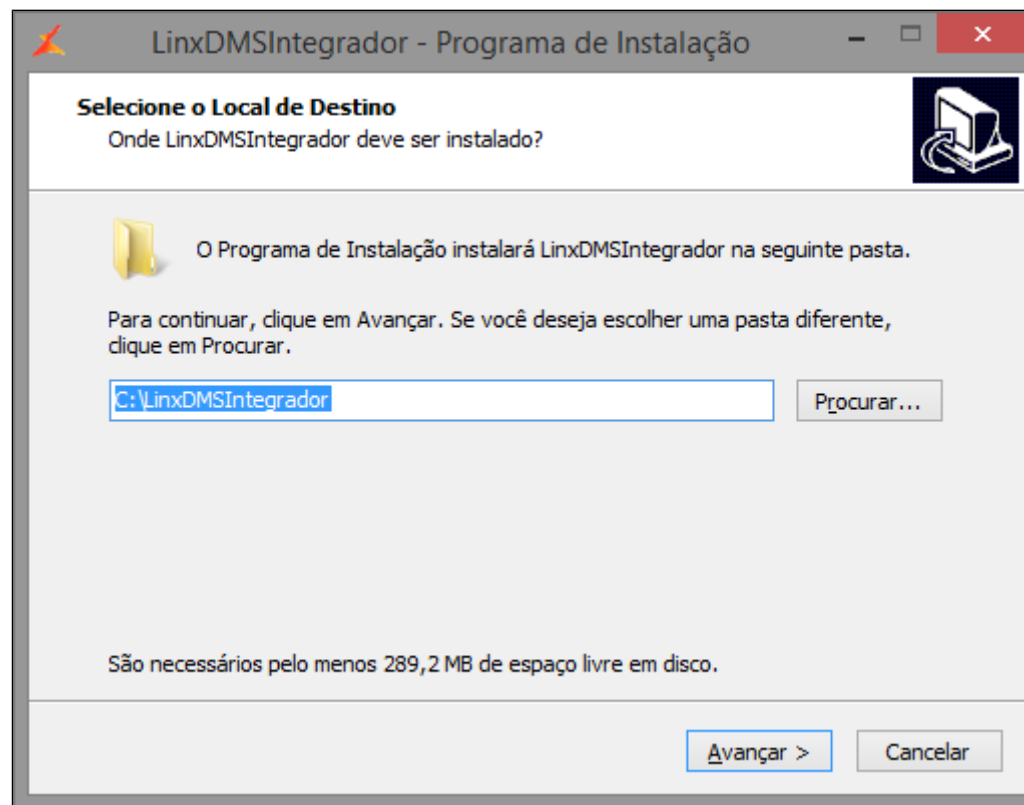 LinxDMSIntegrador - Programa de Instalação
Selecione o Local de Destino
Onde LinxDMSIntegrador deve ser instalado?
O Programa de Instalação instalará LinxDMSIntegrador na seguinte pasta.
Para continuar, clique em Avançar. Se você deseja escolher uma pasta diferente,
clique em Procurar.
C:\LinxDMSIntegrador
Procurar...
São necessários pelo menos 289,2 MB de espaço livre em disco.
Avançar >
Cancelar